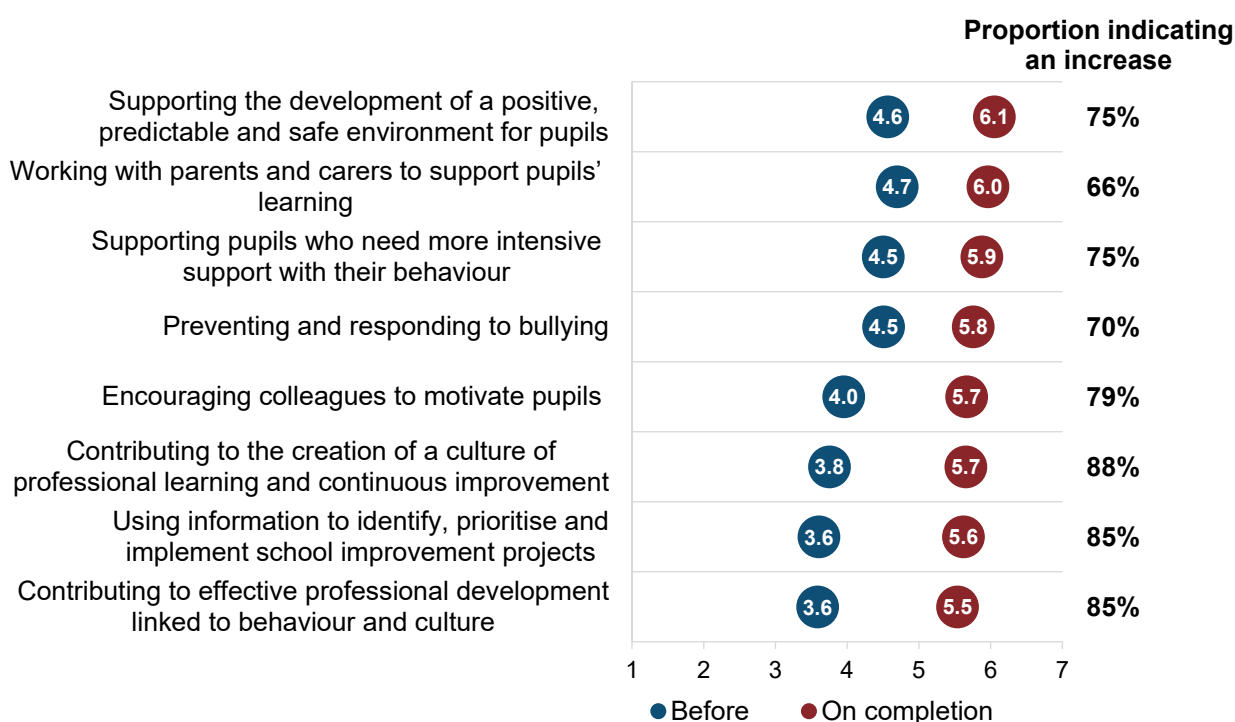 Proportion indicating
an increase
Supporting the development of a positive,
predictable and safe environment for pupils
4.6 6.1 75%
Working with parents and carers to support pupils’
learning
4.7 6.0 66%
Supporting pupils who need more intensive
support with their behaviour
4.5 5.9 75%
Preventing and responding to bullying
4.5 5.8 70%
Encouraging colleagues to motivate pupils
4.0 5.7 79%
Contributing to the creation of a culture of
professional learning and continuous improvement
3.8 5.7 88%
Using information to identify, prioritise and
implement school improvement projects
3.6 5.6 85%
Contributing to effective professional development
linked to behaviour and culture
3.6 5.5 85%
1 2 3 4 5 6 7
Before On completion